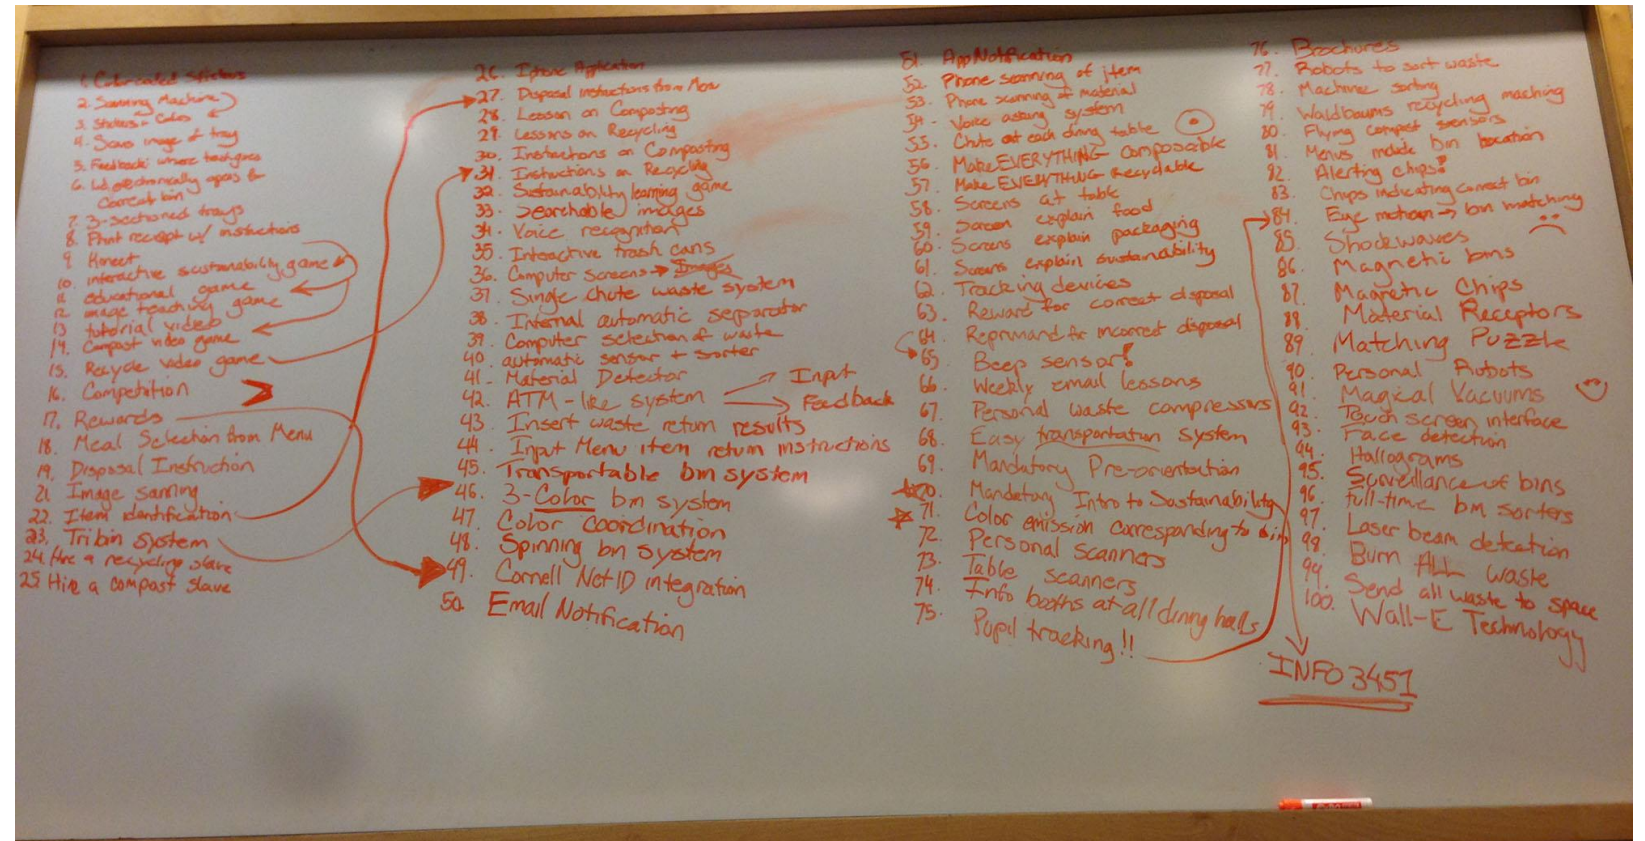 1. Color coded Stickers
2. Scanning Machine
3. Stickers + Colors
4. Scans image of tray
5. Feedback: where trash goes
6. electronically opens
correct bin
7. 3-sectioned trays
8. Print receipt w/ instructions
9. Kinect
10. interactive sustainability game
11. educational game
12. image teaching game
13. tutorial video
14. Compost video game
15. Recycle video game
16. Competition
17. Rewards
18. Meal Selection from Menu
19. Disposal Instruction
21. Image Sanning
22. Item identification
23. Tribin system
24. Hire a recycling slave
25. Hire a compost slave
26. Iphone Application
27. Disposal instructions from Menu
28. Lesson on Composting
29. Lessons on Recycling
30. Instructions on Composting
31. Instructions on Recycling
32. Sustainability learning game
33. Searchable images
34. Voice recognition
35. Interactive trash cans
36. Computer screens → Images
37. Single chute waste system
38. Internal automatic separator
39. Computer selection of waste
40. automatic sensor + sorter
41. Material Detector
42. ATM-like system
Input
Feedback
43. Insert waste return results
44. Input Menu item return instructions
45. Transportable bin system
46. 3-Color bin system
47. Color coordination
48. Spinning bin system
49. Cornell NetID integration
50. Email Notification
51. App Notification
52. Phone scanning of item
53. Phone scanning of material
54. Voice asking system
55. Chute at each dining table
56. Make EVERYTHING Composable
57. Make EVERYTHING Recyclable
58. Screens at table
59. Screen explain food
60. Screens explain packaging
61. Screens explain sustainability
62. Tracking devices
63. Reward for correct disposal
64. Reprimand for incorrect disposal
65. Beep sensor!
66. Weekly email lessons
67. Personal waste compressors
68. Easy transportation system
69. Mandatory Pre-orientation
70. Mandatory Intro to Sustainability
71. Color emission corresponding to bin
72. Personal scanners
73. Table scanners
74. Info booths at all dinny halls
75. Pupil tracking!!
76. Brochures
77. Robots to sort waste
78. Machines sorting
79. Waldbaums recycling maching
80. Flying compost sensors
81. Menus include bin location
82. Alerting chips!
83. Chips indicating correct bin
84. Eye motion → bin matching
85. Shockwaves
86. Magnetic bins
87. Magnetic Chips
88. Material Receptors
89. Matching Puzzle
90. Personal Robots
91. Magical Vacuums
92. Touch screen interface
93. Face detection
94. Hallograms
95. Surveillance of bins
96. full-time bin sorters
97. Laser beam detcation
98. Burn ALL waste
99. Send all waste to space
100. Wall-E Technology
INFO 3451